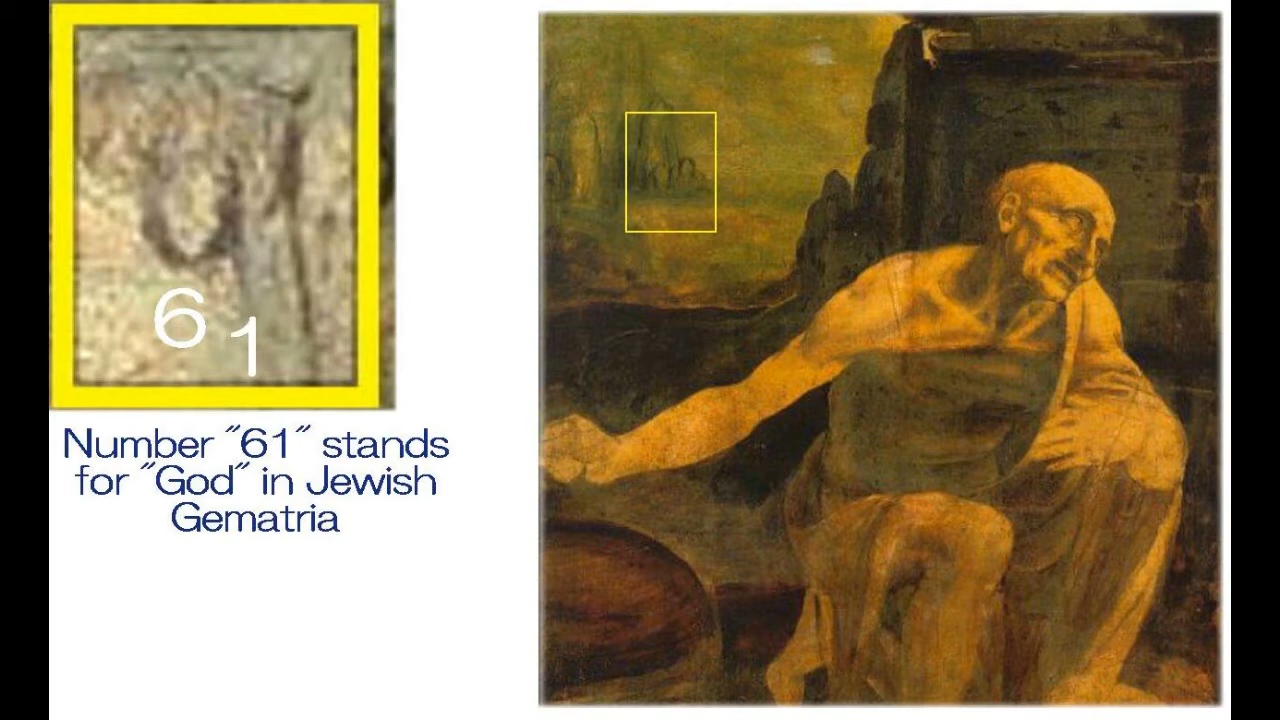 6
1
Number "61" stands
for "God" in Jewish
Gematria